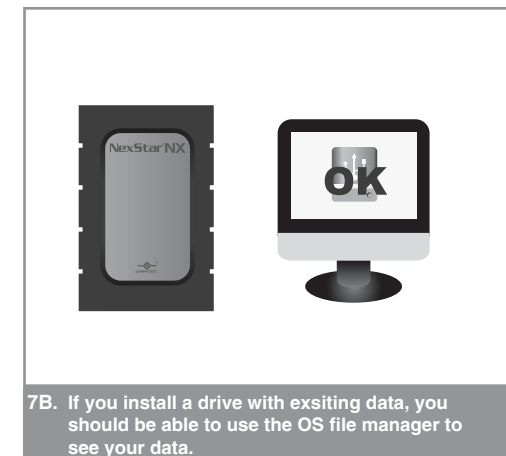 NexStar NX
VANTEC
OK
7B. If you install a drive with exsiting data, you
should be able to use the OS file manager to
see your data.